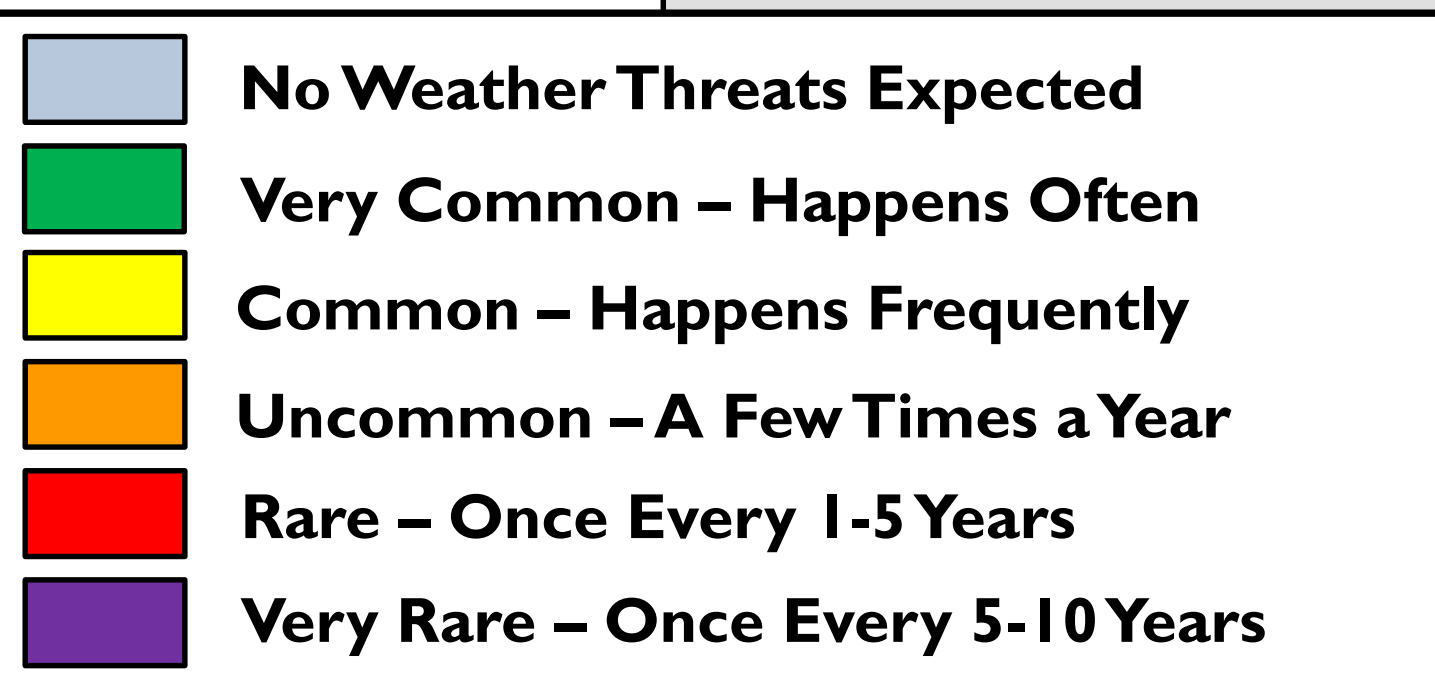 No Weather Threats Expected
Very Common – Happens Often
Common – Happens Frequently
Uncommon – A Few Times a Year
Rare – Once Every 1-5 Years
Very Rare – Once Every 5-10 Years